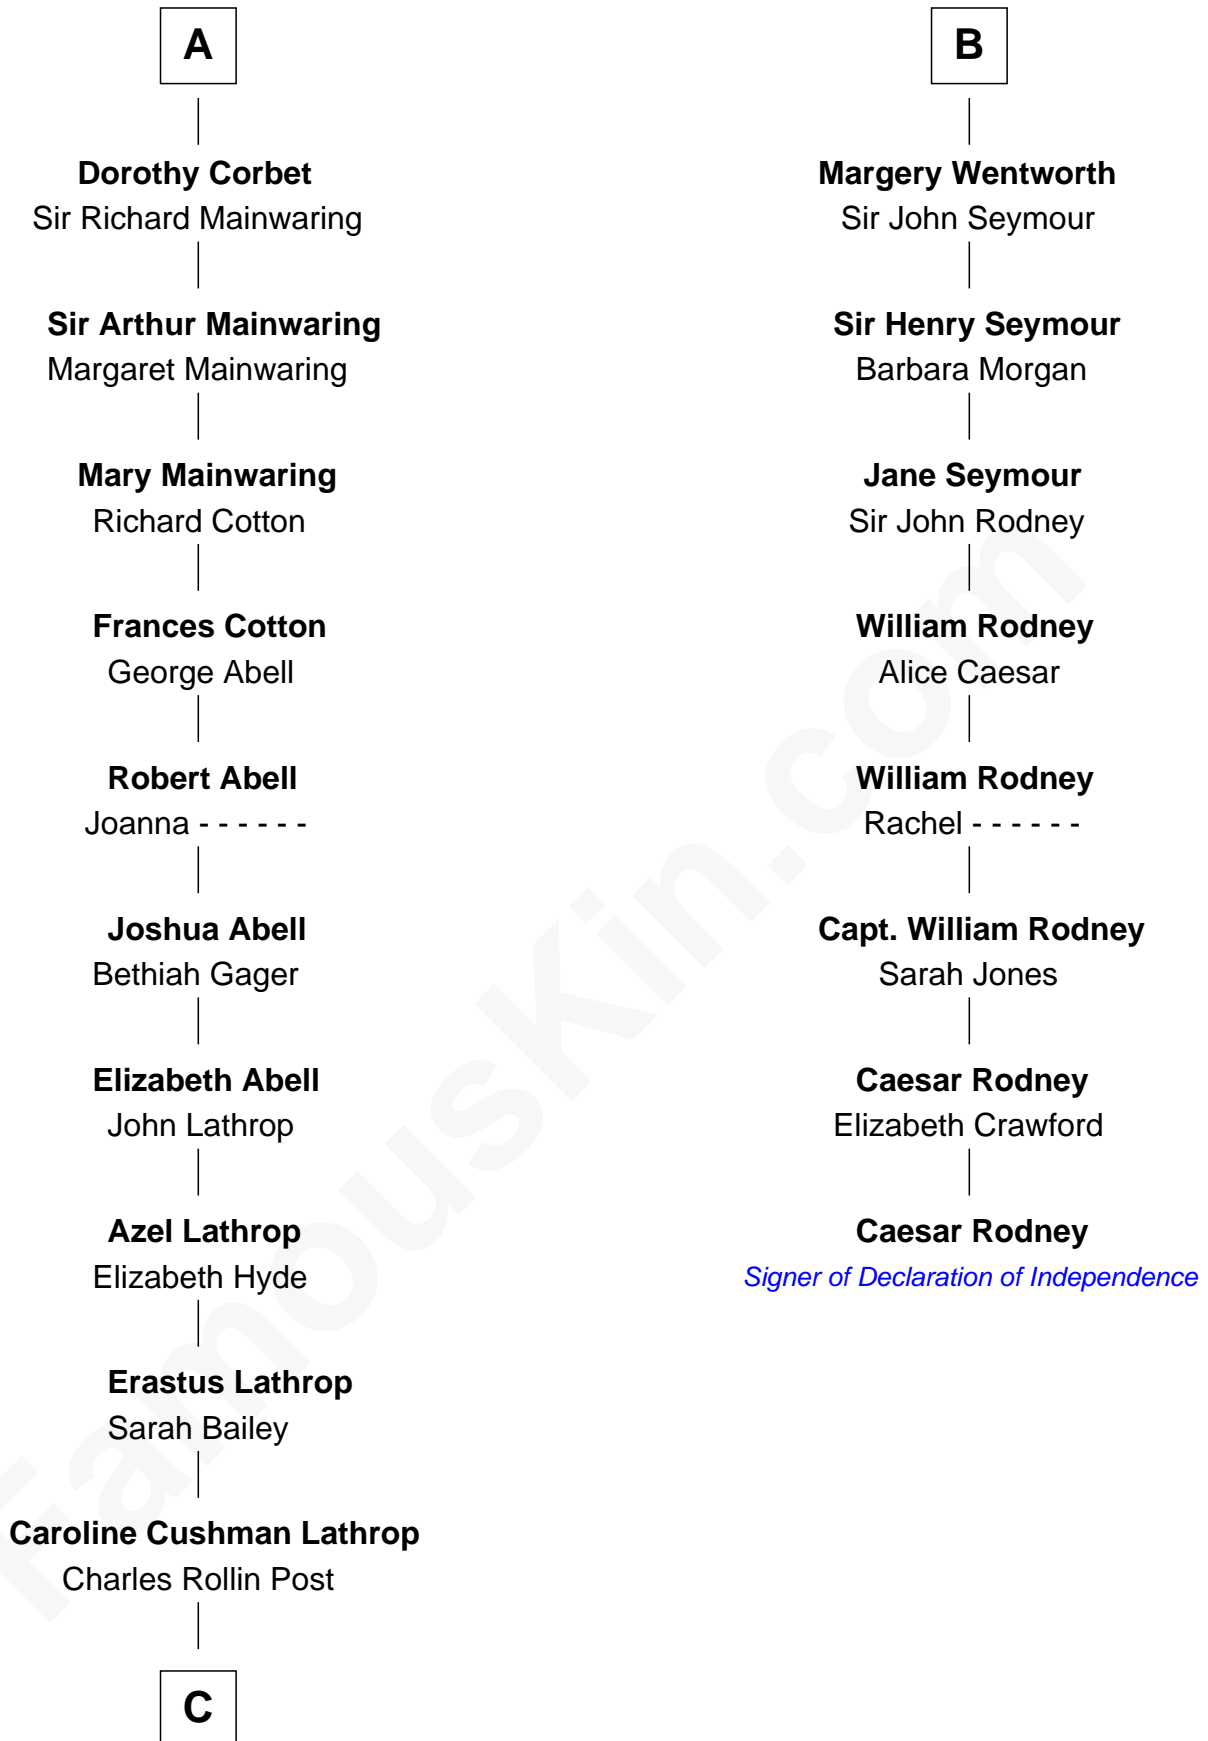 A
Dorothy Corbet
Sir Richard Mainwaring
Sir Arthur Mainwaring
Margaret Mainwaring
Mary Mainwaring
Richard Cotton
Frances Cotton
George Abell
Robert Abell
Joanna - - - - - -
Joshua Abell
Bethiah Gager
Elizabeth Abell
John Lathrop
Azel Lathrop
Elizabeth Hyde
Erastus Lathrop
Sarah Bailey
Caroline Cushman Lathrop
Charles Rollin Post
C
B
Margery Wentworth
Sir John Seymour
Sir Henry Seymour
Barbara Morgan
Jane Seymour
Sir John Rodney
William Rodney
Alice Caesar
William Rodney
Rachel - - - - - -
Capt. William Rodney
Sarah Jones
Caesar Rodney
Elizabeth Crawford
Caesar Rodney
Signer of Declaration of Independence
FamousKin.com